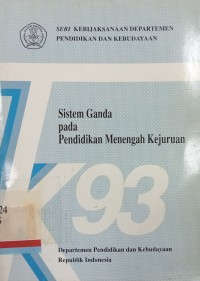 SERI KEBIJAKSANAAN DEPARTEMEN
PENDIDIKAN DAN KEBUDAYAAN
Sistem Ganda
pada
Pendidikan Menengah Kejuruan
K93
24
Departemen Pendidikan dan Kebudayaan
Republik Indonesia